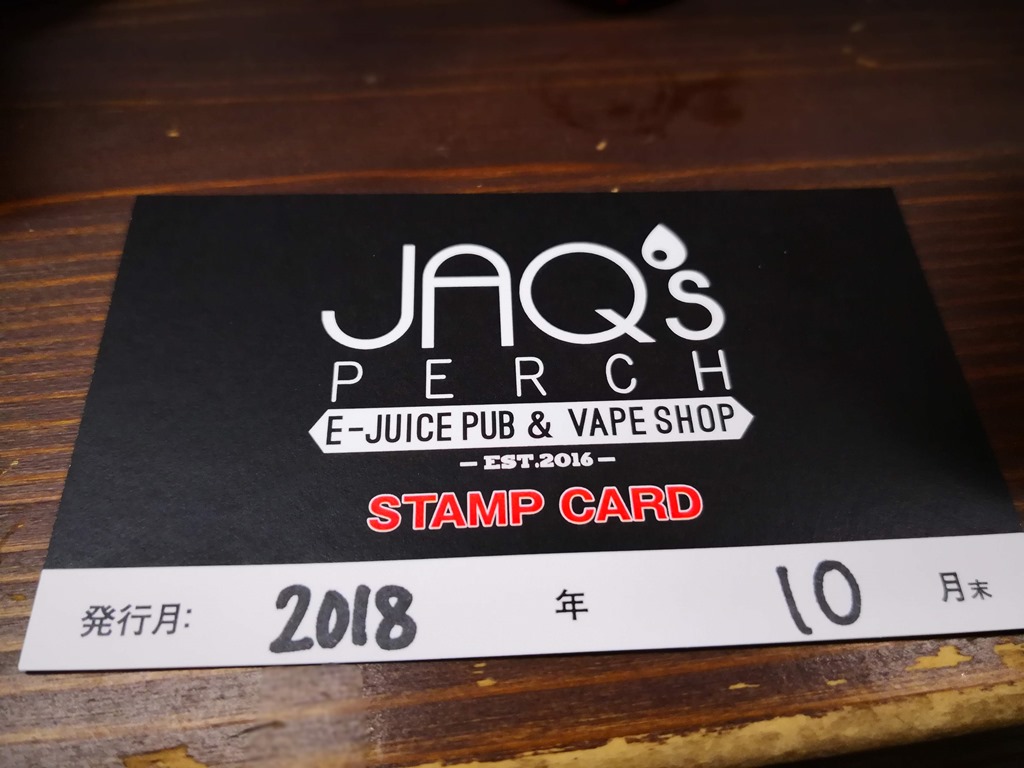 JAQ's
PERCH
E-JUICE PUB & VAPE SHOP
— EST.2016 —
STAMP CARD
発行月: 2018 年 10 月末